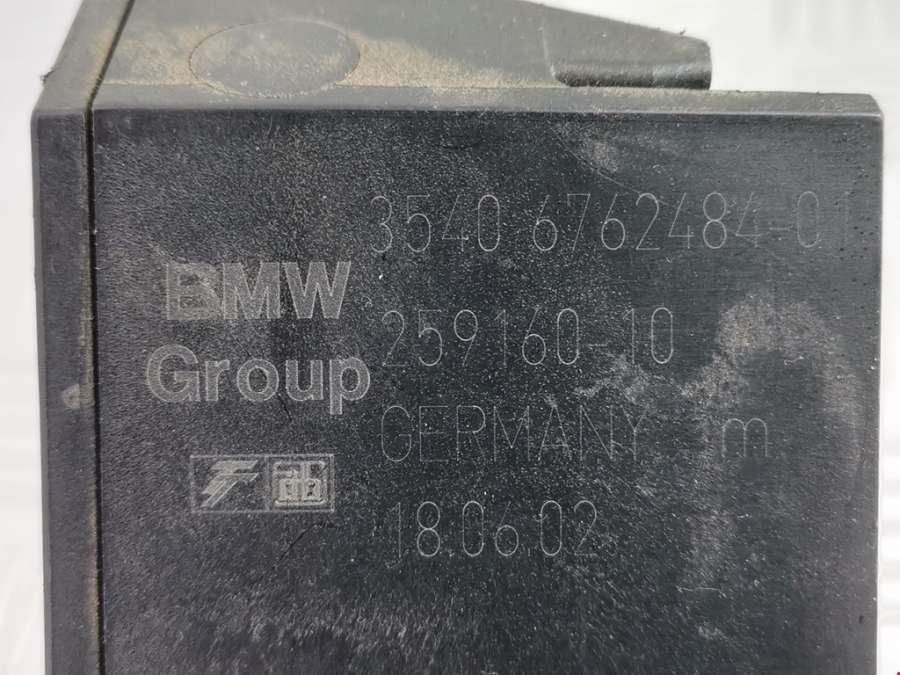 3540 6762484-01
BMW
Group
259160-10
GERMANY m
18.06.02